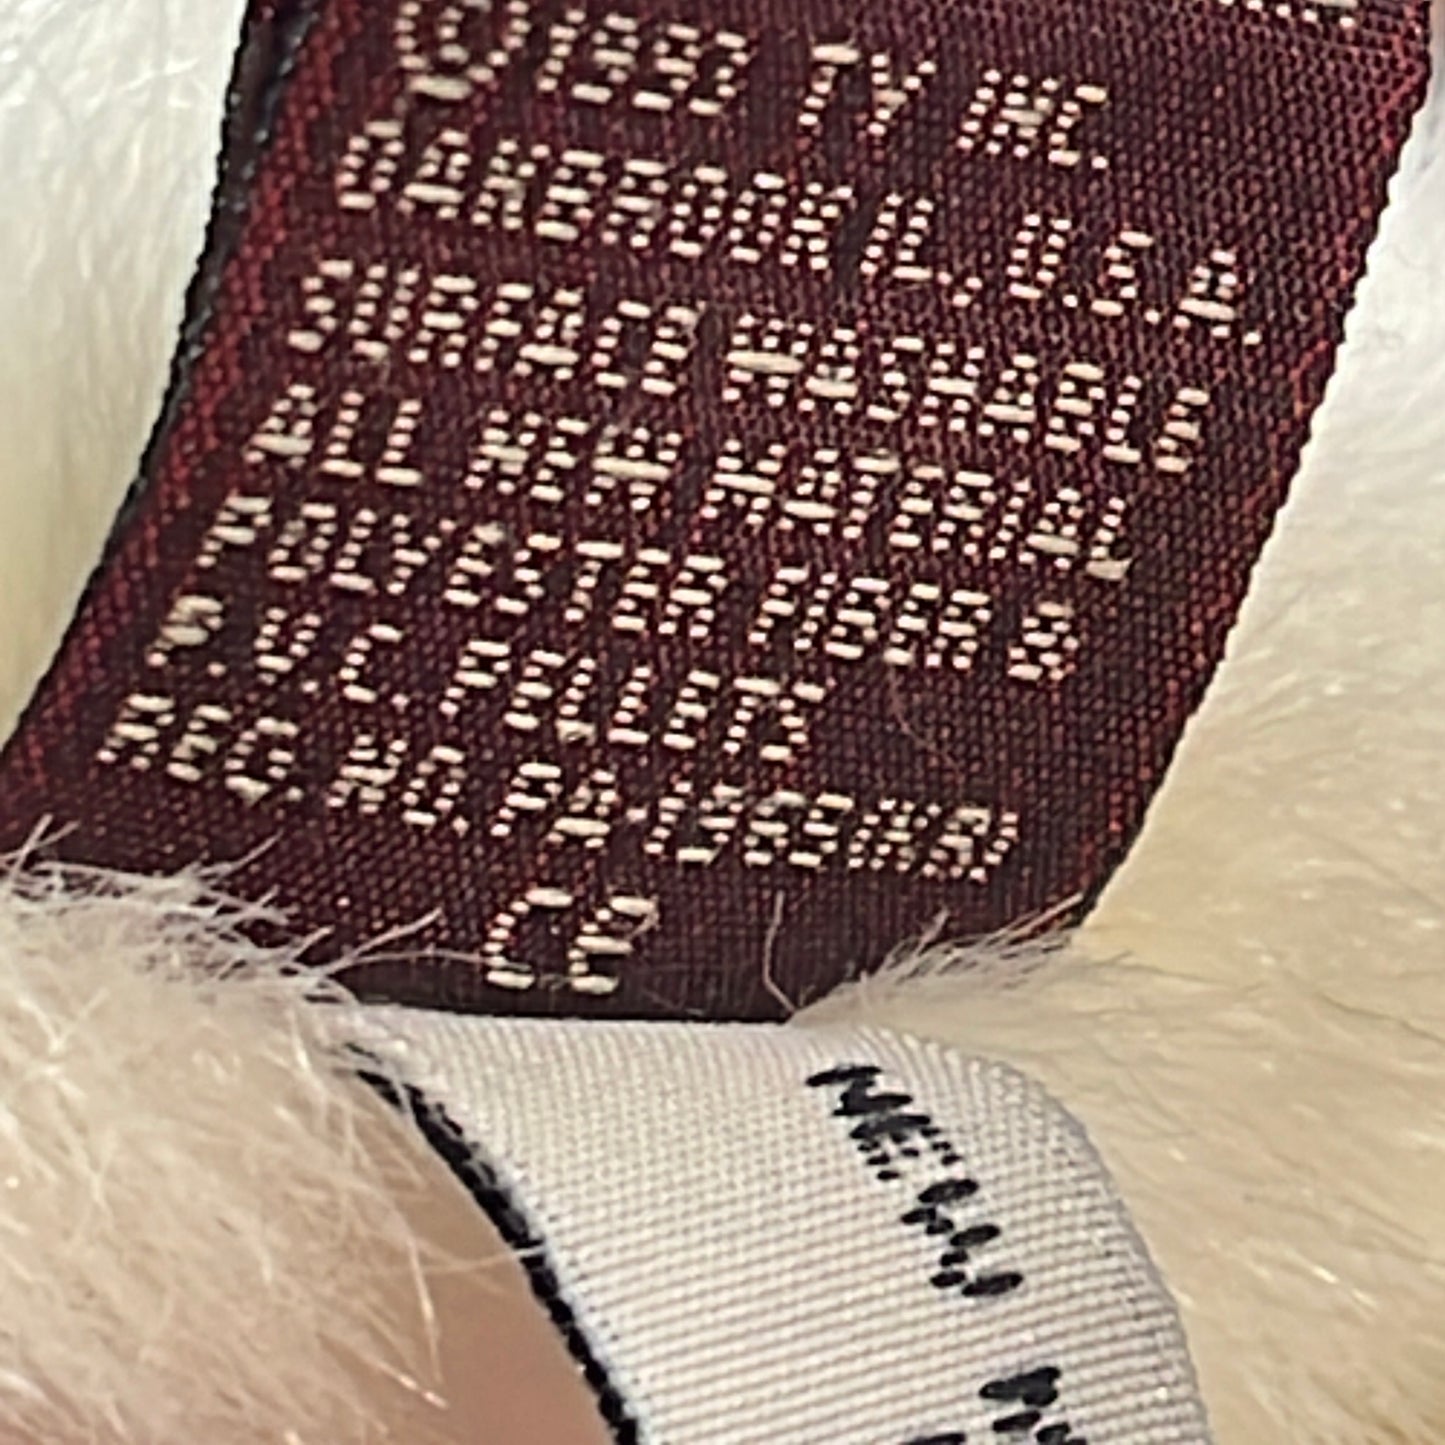 ©1993 TY INC.
OAKBROOK IL, U.S.A.
SURFACE WASHABLE
ALL NEW MATERIAL
POLYESTER FIBER &
P.V.C. PELLETS
REG. NO. PA-1965(KR)
CE
NEW